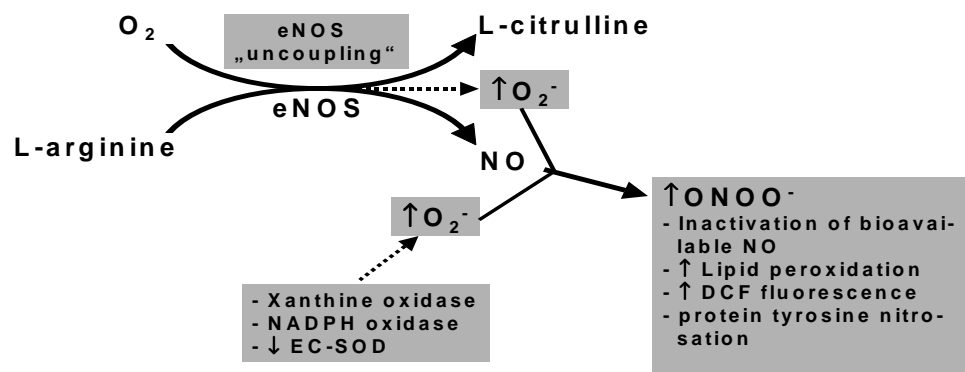 O₂
eNOS
„uncoupling“
L-citrulline
↑O₂⁻
eNOS
L-arginine
NO
↑O₂⁻
↑ONOO⁻
- Inactivation of bioavai-
lable NO
- ↑ Lipid peroxidation
- ↑ DCF fluorescence
- protein tyrosine nitro-
sation
- Xanthine oxidase
- NADPH oxidase
- ↓ EC-SOD